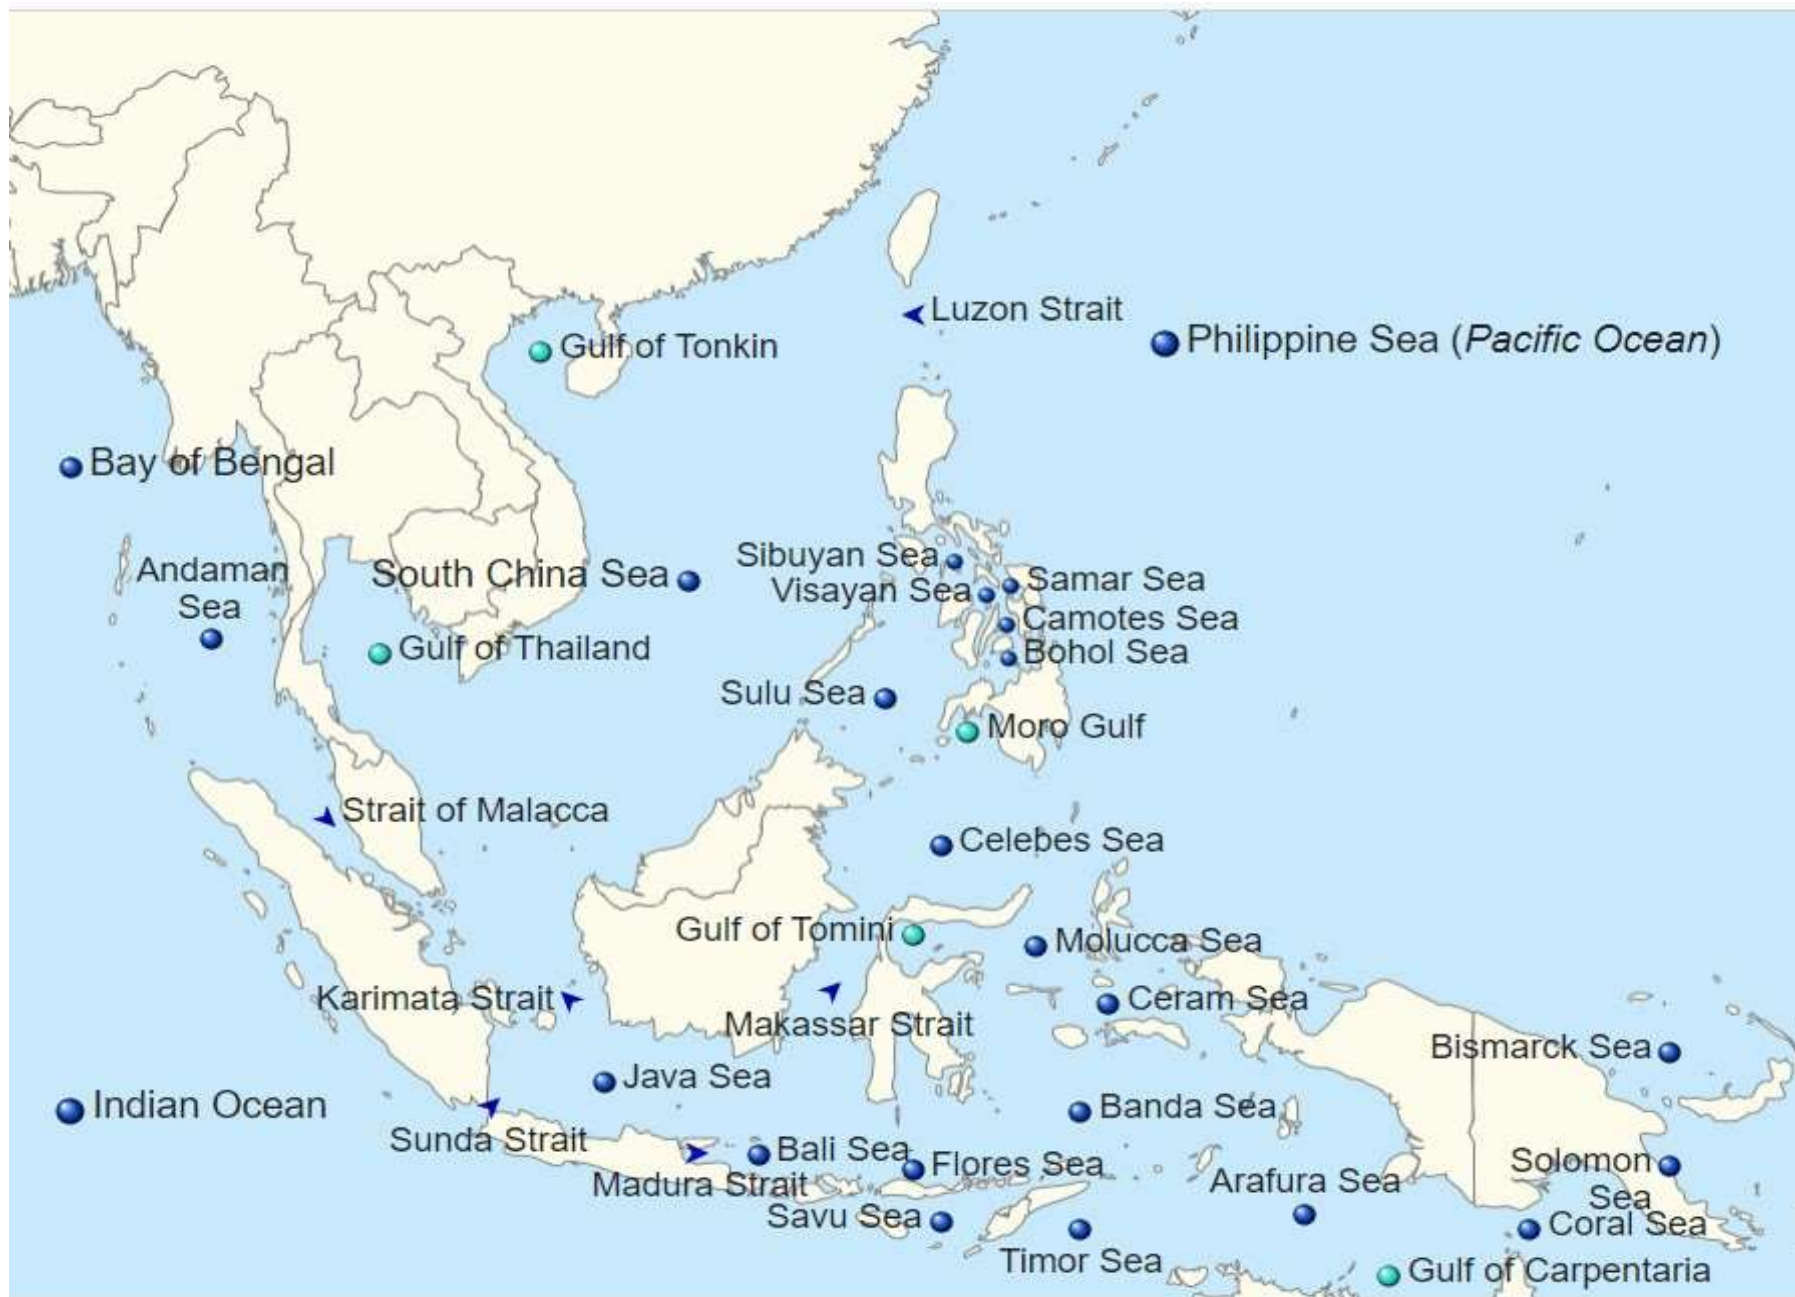 Luzon Strait
Philippine Sea (Pacific Ocean)
Gulf of Tonkin
Bay of Bengal
Andaman
Sea
South China Sea
Sibuyan Sea
Visayan Sea
Samar Sea
Camotes Sea
Bohol Sea
Gulf of Thailand
Sulu Sea
Moro Gulf
Strait of Malacca
Celebes Sea
Gulf of Tomini
Molucca Sea
Karimata Strait
Makassar Strait
Ceram Sea
Bismarck Sea
Java Sea
Indian Ocean
Banda Sea
Sunda Strait
Bali Sea
Madura Strait
Flores Sea
Arafura Sea
Solomon
Sea
Savu Sea
Coral Sea
Timor Sea
Gulf of Carpentaria